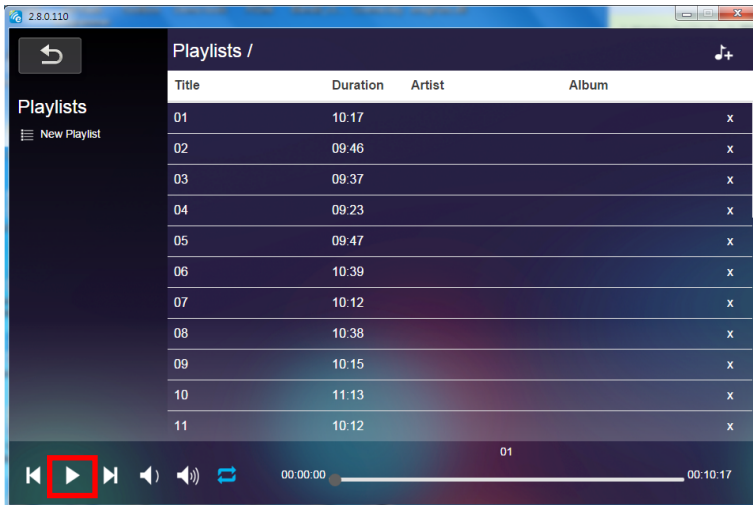 2.8.0.110
Playlists /
Title Duration Artist Album
Playlists
New Playlist
01 10:17 x
02 09:46 x
03 09:37 x
04 09:23 x
05 09:47 x
06 10:39 x
07 10:12 x
08 10:38 x
09 10:15 x
10 11:13 x
11 10:12 x
01
00:00:00 00:10:17